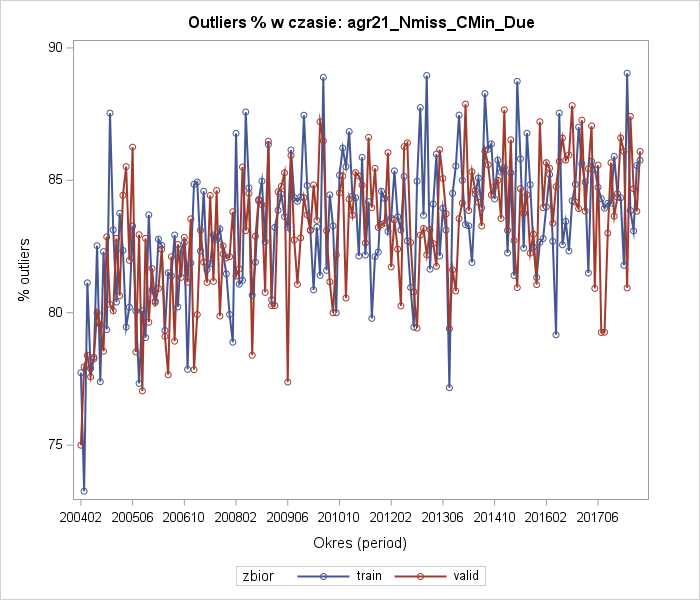 Outliers % w czasie: agr21_Nmiss_CMin_Due
90
85
80
75
% outliers
200402 200506 200610 200802 200906 201010 201202 201306 201410 201602 201706
Okres (period)
zbior train valid